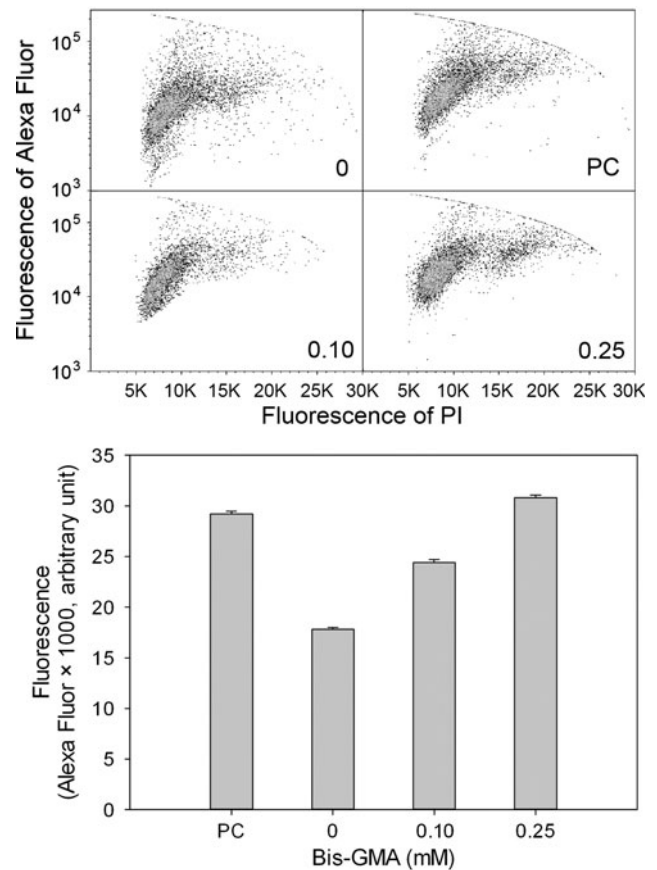 Fluorescence of Alexa Fluor
10⁵
10⁴
10³
0
PC
10⁵
10⁴
10³
0.10
0.25
5K 10K 15K 20K 25K 30K 5K 10K 15K 20K 25K 30K
Fluorescence of PI
Fluorescence
(Alexa Fluor × 1000, arbitrary unit)
35
30
25
20
15
10
5
0
PC 0 0.10 0.25
Bis-GMA (mM)